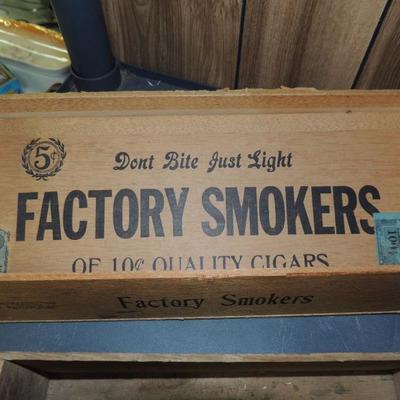 5¢
Dont Bite Just Light
FACTORY SMOKERS
OF 10¢ QUALITY CIGARS
Factory Smokers